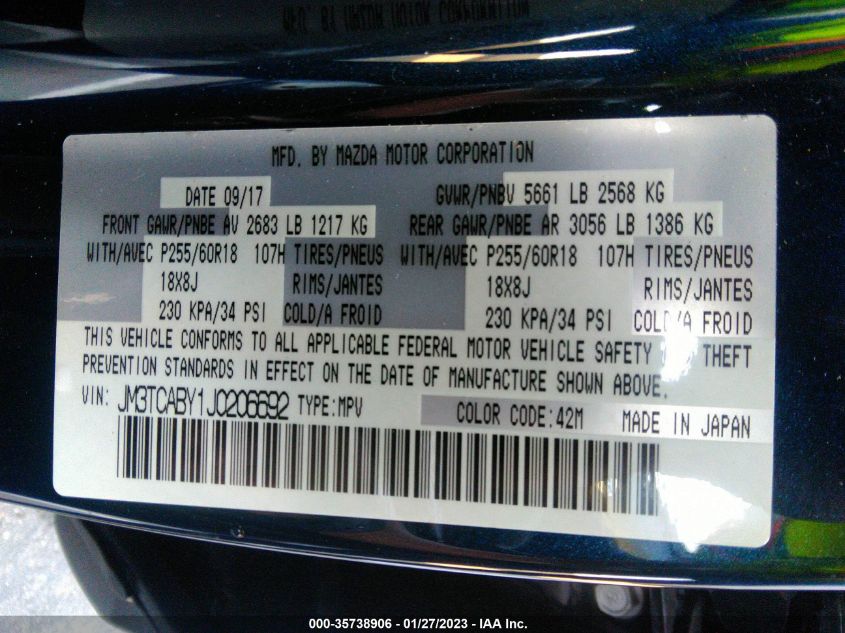 MFD. BY MAZDA MOTOR CORPORATION
DATE 09/17 GVWR/PNBV 5661 LB 2568 KG
FRONT GAWR/PNBE AV 2683 LB 1217 KG REAR GAWR/PNBE AR 3056 LB 1386 KG
WITH/AVEC P255/60R18 107H TIRES/PNEUS WITH/AVEC P255/60R18 107H TIRES/PNEUS
18X8J RIMS/JANTES 18X8J RIMS/JANTES
230 KPA/34 PSI COLD/A FROID 230 KPA/34 PSI COLD/A FROID
THIS VEHICLE CONFORMS TO ALL APPLICABLE FEDERAL MOTOR VEHICLE SAFETY THEFT
PREVENTION STANDARDS IN EFFECT ON THE DATE OF MANUFACTURE SHOWN ABOVE.
VIN: JM3TCABY1J0206692 TYPE:MPV COLOR CODE:42M MADE IN JAPAN
000-35738906 - 01/27/2023 - IAA Inc.